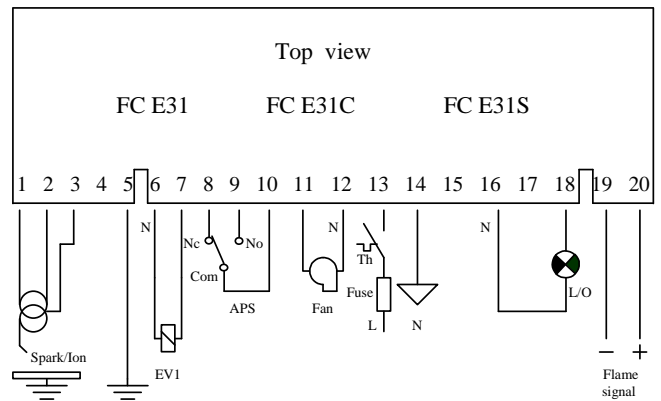 Top view
FC E31 FC E31C FC E31S
1 2 3 4 5 6 7 8 9 10 11 12 13 14 15 16 17 18 19 20
N N N
Nc No Th
Com
Fuse L/O
APS Fan
L N
Spark/Ion
EV1
− +
Flame
signal